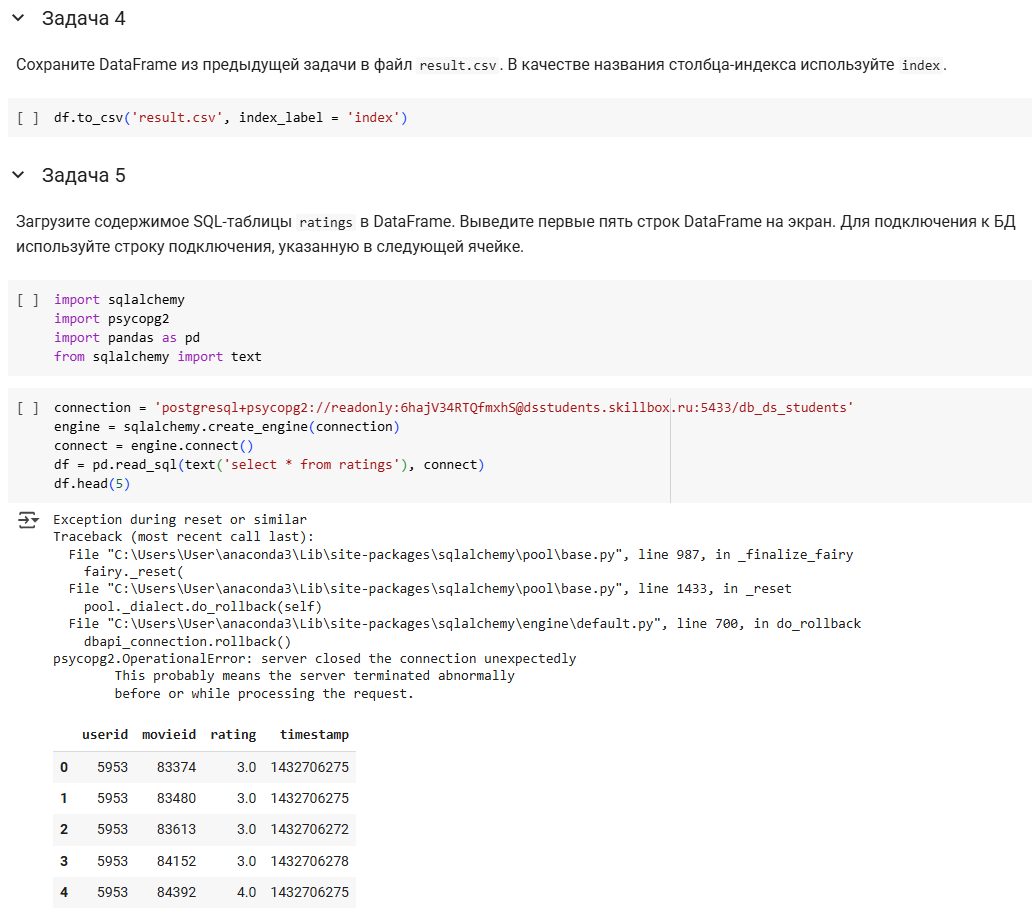 Задача 4
Сохраните DataFrame из предыдущей задачи в файл result.csv. В качестве названия столбца-индекса используйте index.
[ ] df.to_csv('result.csv', index_label = 'index')
Задача 5
Загрузите содержимое SQL-таблицы ratings в DataFrame. Выведите первые пять строк DataFrame на экран. Для подключения к БД
используйте строку подключения, указанную в следующей ячейке.
[ ] import sqlalchemy
import psycopg2
import pandas as pd
from sqlalchemy import text
[ ] connection = 'postgresql+psycopg2://readonly:6hajV34RTQfmxhS@dsstudents.skillbox.ru:5433/db_ds_students'
engine = sqlalchemy.create_engine(connection)
connect = engine.connect()
df = pd.read_sql(text('select * from ratings'), connect)
df.head(5)
Exception during reset or similar
Traceback (most recent call last):
File "C:\Users\User\anaconda3\Lib\site-packages\sqlalchemy\pool\base.py", line 987, in _finalize_fairy
fairy._reset(
File "C:\Users\User\anaconda3\Lib\site-packages\sqlalchemy\pool\base.py", line 1433, in _reset
pool._dialect.do_rollback(self)
File "C:\Users\User\anaconda3\Lib\site-packages\sqlalchemy\engine\default.py", line 700, in do_rollback
dbapi_connection.rollback()
psycopg2.OperationalError: server closed the connection unexpectedly
This probably means the server terminated abnormally
before or while processing the request.
userid movieid rating timestamp
0 5953 83374 3.0 1432706275
1 5953 83480 3.0 1432706275
2 5953 83613 3.0 1432706272
3 5953 84152 3.0 1432706278
4 5953 84392 4.0 1432706275